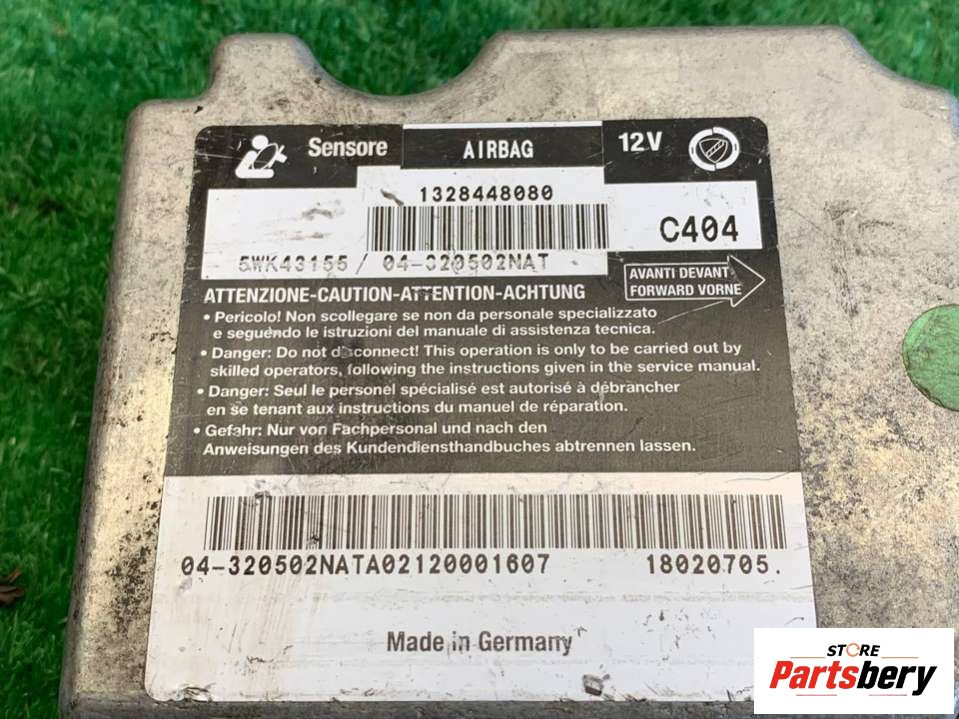 Sensore AIRBAG 12V
1328448080
C404
5WK43155 / 04-320502NAT
AVANTI DEVANT
FORWARD VORNE
ATTENZIONE-CAUTION-ATTENTION-ACHTUNG
• Pericolo! Non scollegare se non da personale specializzato
e seguendo le istruzioni del manuale di assistenza tecnica.
• Danger: Do not disconnect! This operation is only to be carried out by
skilled operators, following the instructions given in the service manual.
• Danger: Seul le personel spécialisé est autorisé à débrancher
en se tenant aux instructions du manuel de réparation.
• Gefahr: Nur von Fachpersonal und nach den
Anweisungen des Kundendiensthandbuches abtrennen lassen.
04-320502NATA02120001607 18020705.
Made in Germany
STORE
Partsbery